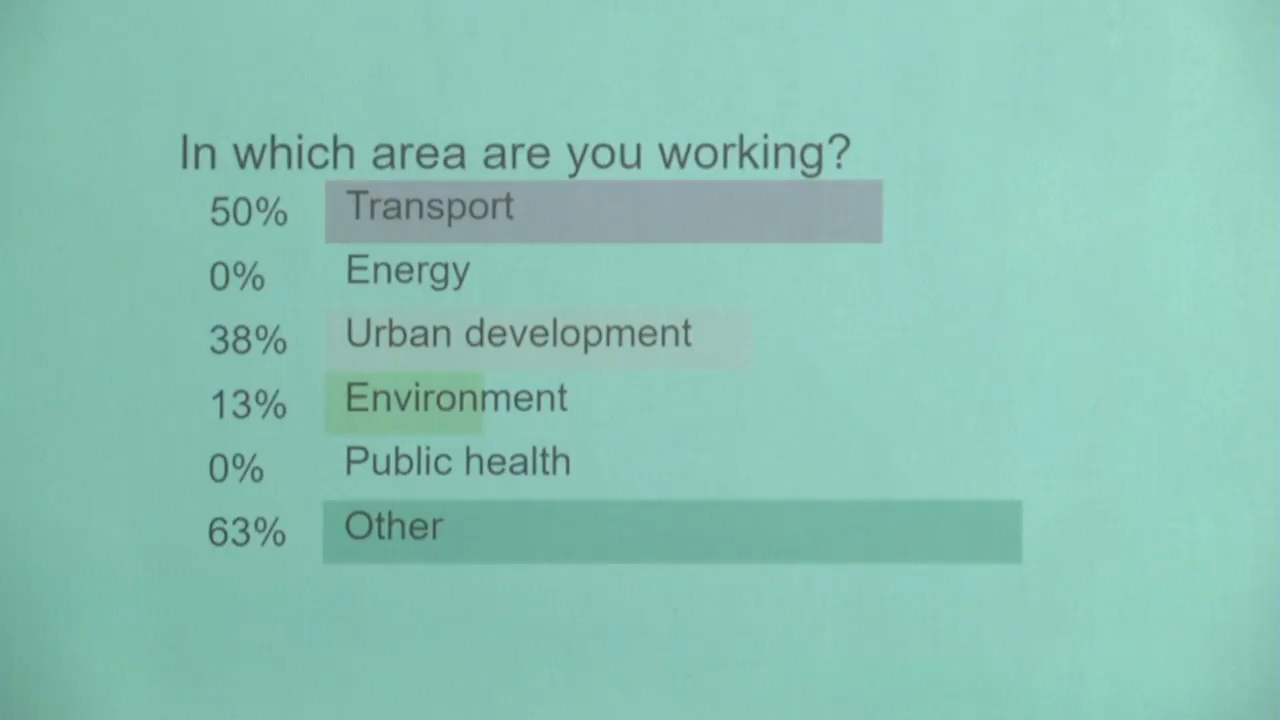 In which area are you working?
50% Transport
0% Energy
38% Urban development
13% Environment
0% Public health
63% Other